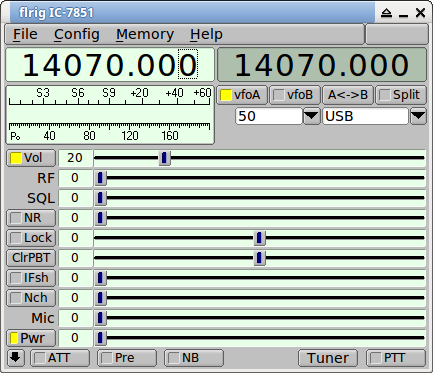 flrig IC-7851
File Config Memory Help
14070.000 14070.000
S3 S6 S9 +20 +40 +60
Po 40 80 120 160
vfoA vfoB A<->B Split
50 USB
Vol 20
RF 0
SQL 0
NR 0
Lock 0
ClrPBT 0
IFsh 0
Nch 0
Mic 0
Pwr 0
ATT Pre NB Tuner PTT